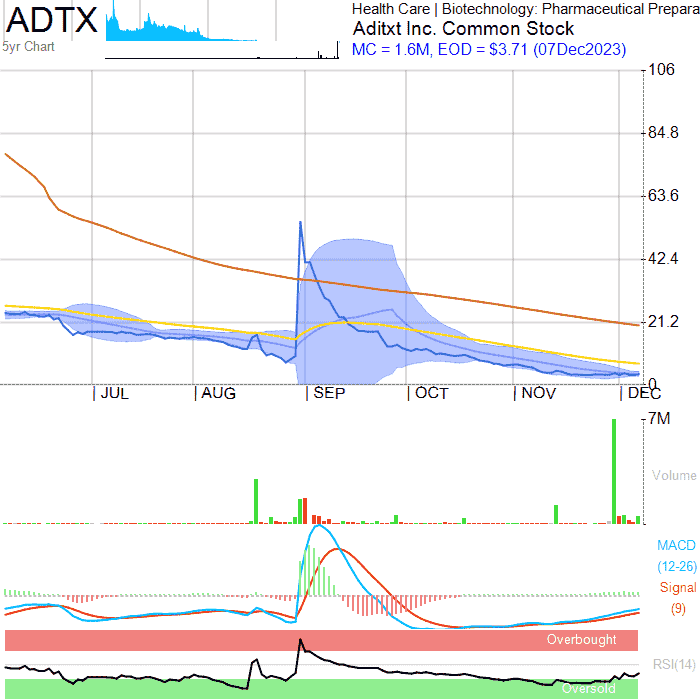 ADTX
5yr Chart
Health Care | Biotechnology: Pharmaceutical Prepara
Aditxt Inc. Common Stock
MC = 1.6M, EOD = $3.71 (07Dec2023)
106
84.8
63.6
42.4
21.2
0
JUL AUG SEP OCT NOV DEC
7M
Volume
MACD
(12-26)
Signal
(9)
Overbought
RSI(14)
Oversold